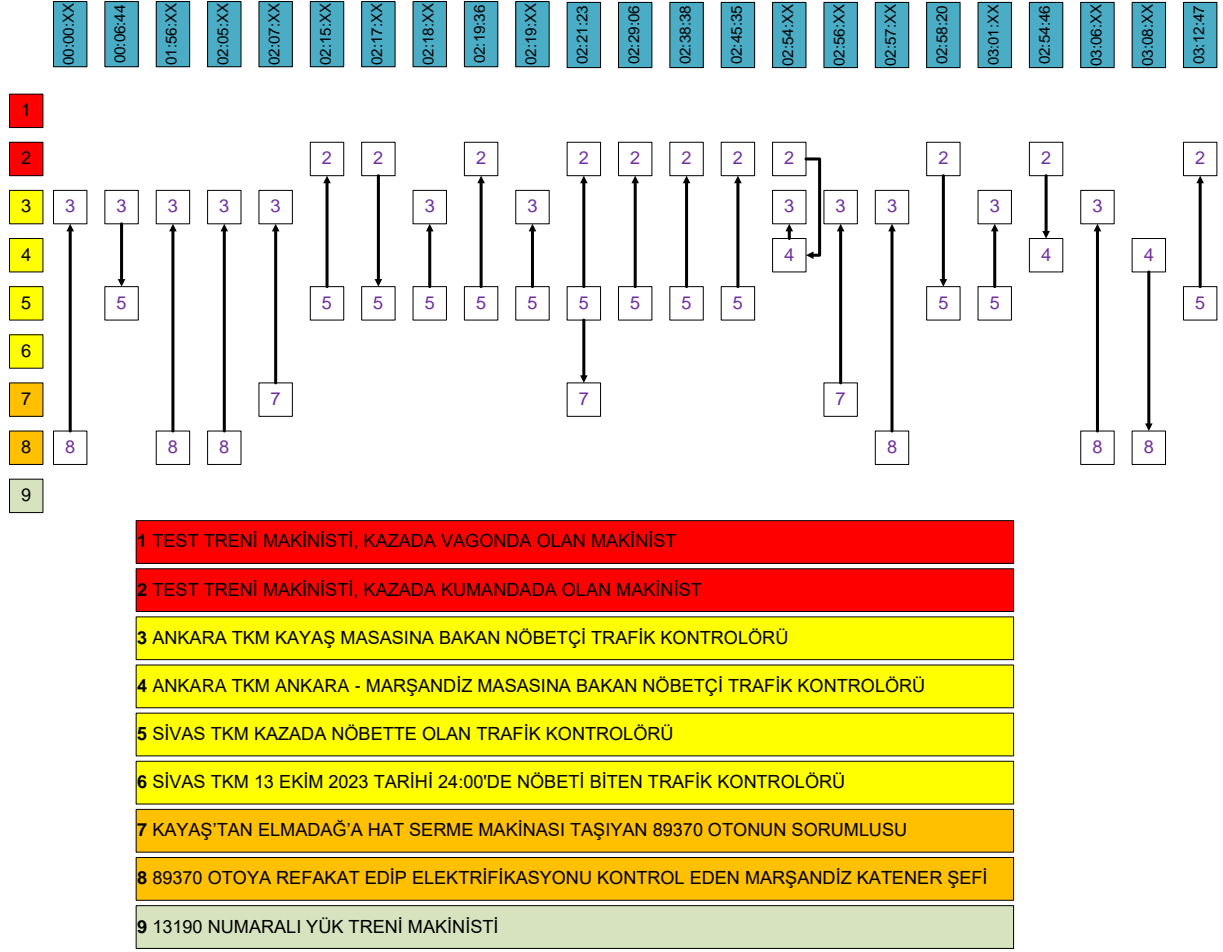 00:00:XX 00:06:44 01:56:XX 02:05:XX 02:07:XX 02:15:XX 02:17:XX 02:18:XX 02:19:36 02:19:XX 02:21:23 02:29:06 02:38:38 02:45:35 02:54:XX 02:56:XX 02:57:XX 02:58:20 03:01:XX 02:54:46 03:06:XX 03:08:XX 03:12:47
1
2 2 2 2 2 2 2 2 2 2 2 2
3 3 3 3 3 3 3 3 3 3 3 3 3
4 4 4 4
5 5 5 5 5 5 5 5 5 5 5 5 5 5
6
7 7 7 7
8 8 8 8 8 8 8
9
1 TEST TRENİ MAKİNİSTİ, KAZADA VAGONDA OLAN MAKİNİST
2 TEST TRENİ MAKİNİSTİ, KAZADA KUMANDADA OLAN MAKİNİST
3 ANKARA TKM KAYAŞ MASASINA BAKAN NÖBETÇİ TRAFİK KONTROLÖRÜ
4 ANKARA TKM ANKARA - MARŞANDİZ MASASINA BAKAN NÖBETÇİ TRAFİK KONTROLÖRÜ
5 SİVAS TKM KAZADA NÖBETTE OLAN TRAFİK KONTROLÖRÜ
6 SİVAS TKM 13 EKİM 2023 TARİHİ 24:00'DE NÖBETİ BİTEN TRAFİK KONTROLÖRÜ
7 KAYAŞ’TAN ELMADAĞ’A HAT SERME MAKİNASI TAŞIYAN 89370 OTONUN SORUMLUSU
8 89370 OTOYA REFAKAT EDİP ELEKTRİFİKASYONU KONTROL EDEN MARŞANDİZ KATENER ŞEFİ
9 13190 NUMARALI YÜK TRENİ MAKİNİSTİ